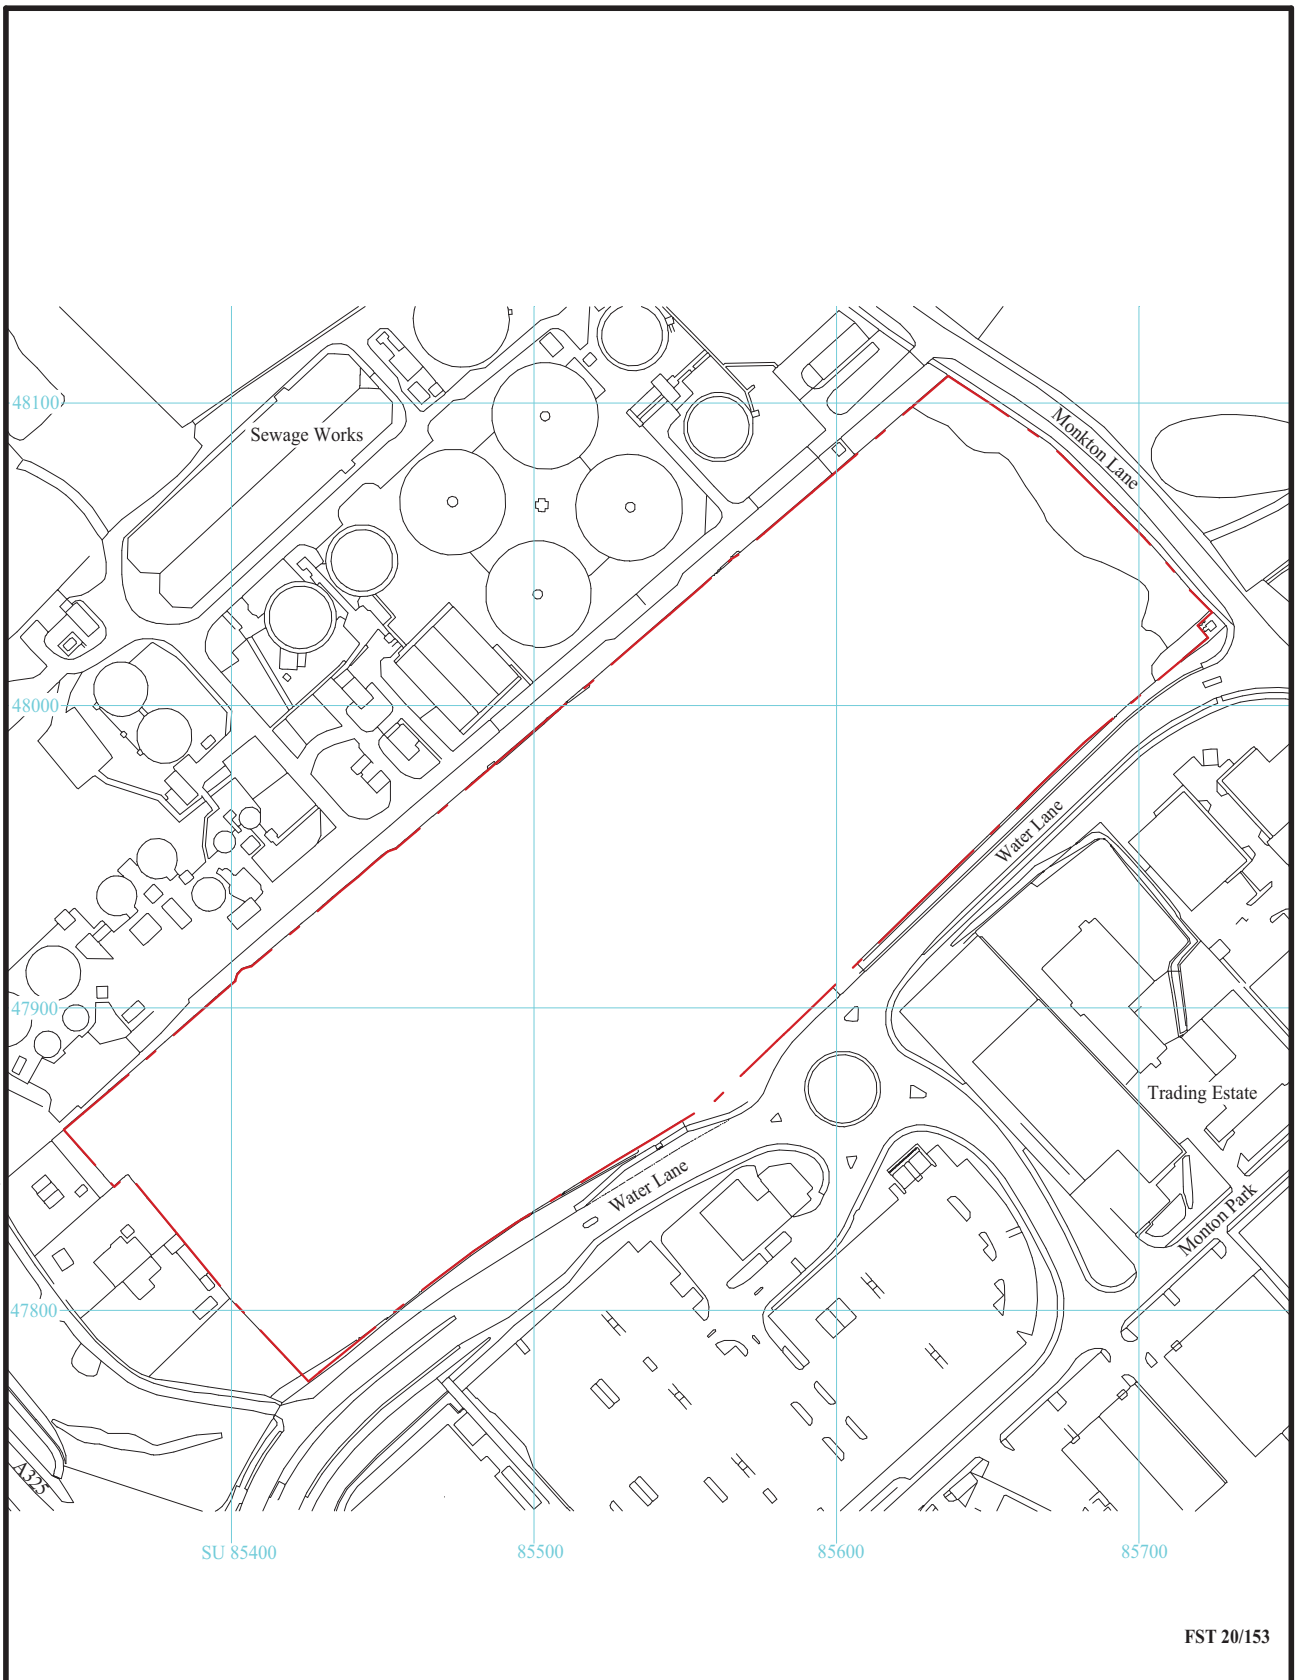 48100
Sewage Works
Monkton Lane
48000
Water Lane
47900
Trading Estate
Water Lane
Monton Park
47800
A325
SU 85400
85500
85600
85700
FST 20/153